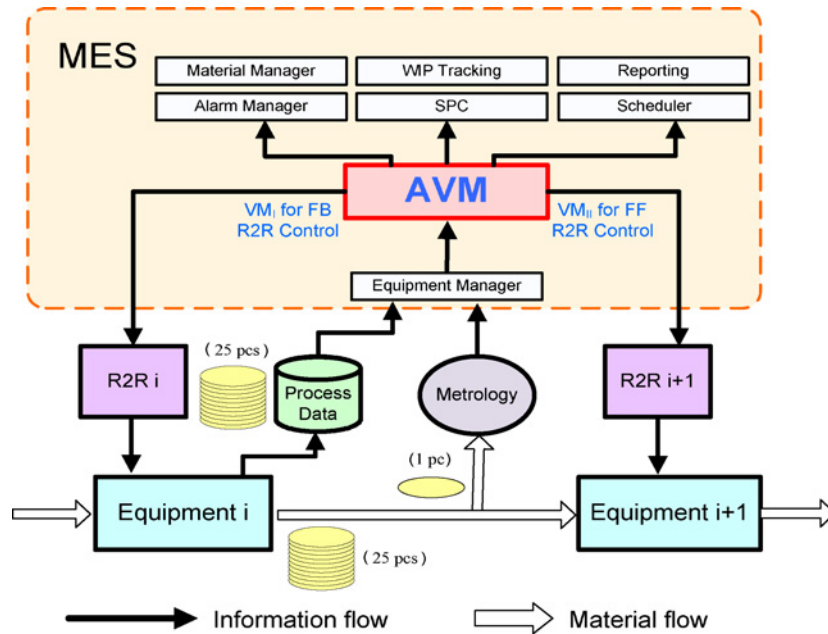 MES
Material Manager
WIP Tracking
Reporting
Alarm Manager
SPC
Scheduler
AVM
VMI for FB
R2R Control
VMII for FF
R2R Control
Equipment Manager
(25 pcs)
R2R i
Process
Data
Metrology
R2R i+1
(1 pc)
Equipment i
Equipment i+1
(25 pcs)
Information flow
Material flow